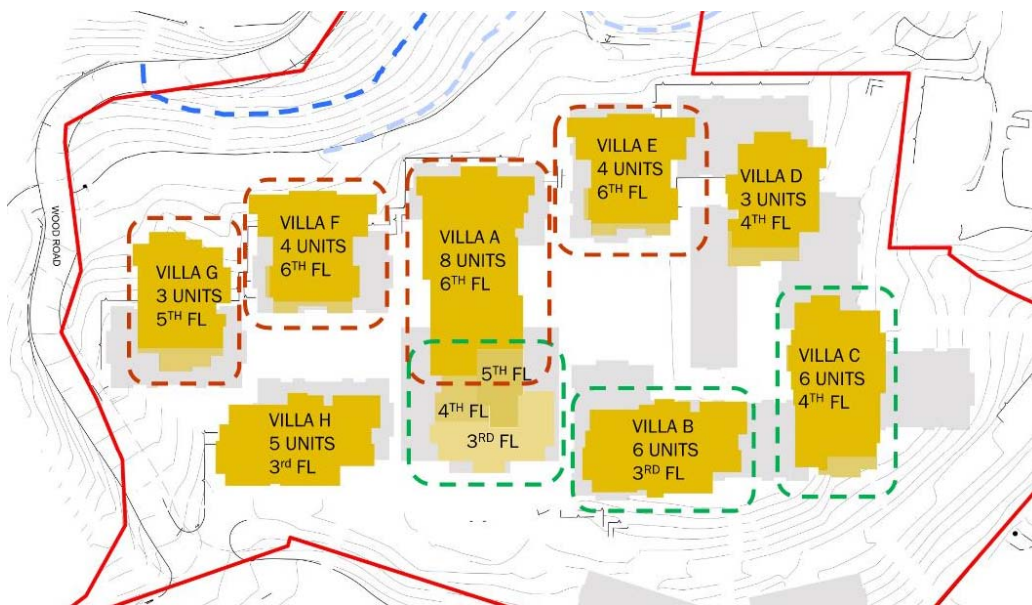 WOOD ROAD
VILLA G
3 UNITS
5TH FL
VILLA F
4 UNITS
6TH FL
VILLA A
8 UNITS
6TH FL
VILLA E
4 UNITS
6TH FL
VILLA D
3 UNITS
4TH FL
VILLA H
5 UNITS
3rd FL
5TH FL
4TH FL
3RD FL
VILLA B
6 UNITS
3RD FL
VILLA C
6 UNITS
4TH FL